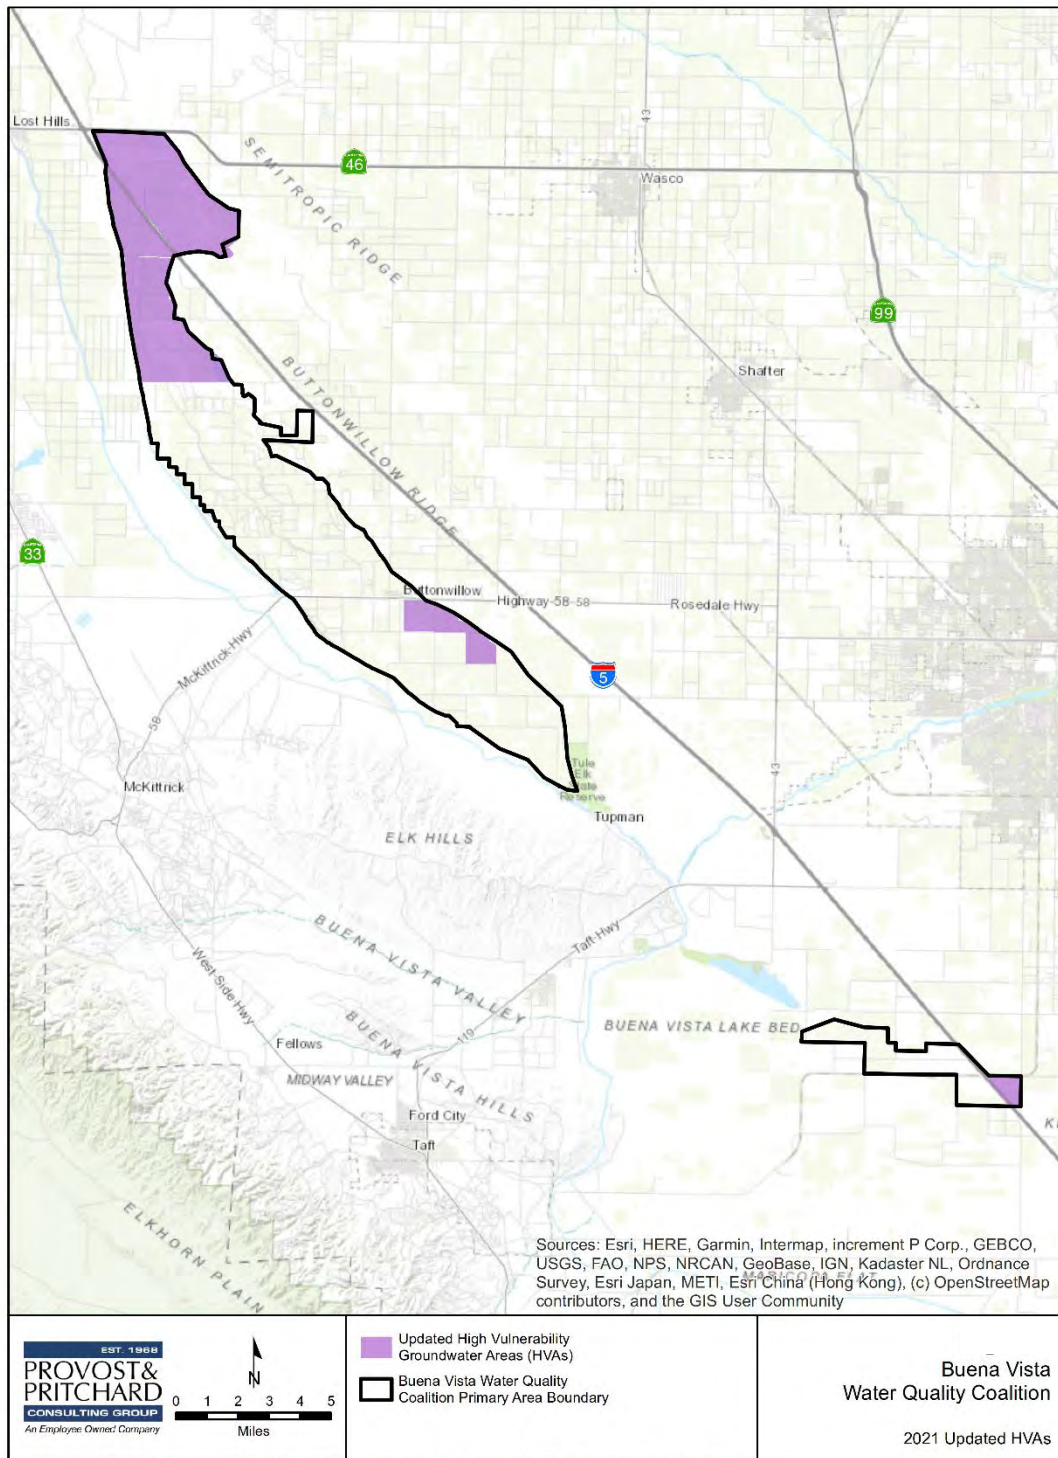 Lost Hills
46
SEMITROPIC RIDGE
43
Wasco
99
Shafter
BUTTONWILLOW RIDGE
33
Buttonwillow
Highway-58-58
Rosedale Hwy
McKittrick Hwy
5
58
McKittrick
43
Tule
Elk
State
Reserve
Tupman
ELK HILLS
BUENA VISTA VALLEY
Taft-Hwy
West-Side Hwy
119
BUENA VISTA LAKE BED
Fellows
BUENA VISTA HILLS
MIDWAY VALLEY
Ford City
Taft
ELKHORN PLAIN
MARICOPA FLAT
Sources: Esri, HERE, Garmin, Intermap, increment P Corp., GEBCO,
USGS, FAO, NPS, NRCAN, GeoBase, IGN, Kadaster NL, Ordnance
Survey, Esri Japan, METI, Esri China (Hong Kong), (c) OpenStreetMap
contributors, and the GIS User Community
EST. 1968
PROVOST&
PRITCHARD
CONSULTING GROUP
An Employee Owned Company
N
0 1 2 3 4 5
Miles
Updated High Vulnerability
Groundwater Areas (HVAs)
Buena Vista Water Quality
Coalition Primary Area Boundary
Buena Vista
Water Quality Coalition
2021 Updated HVAs